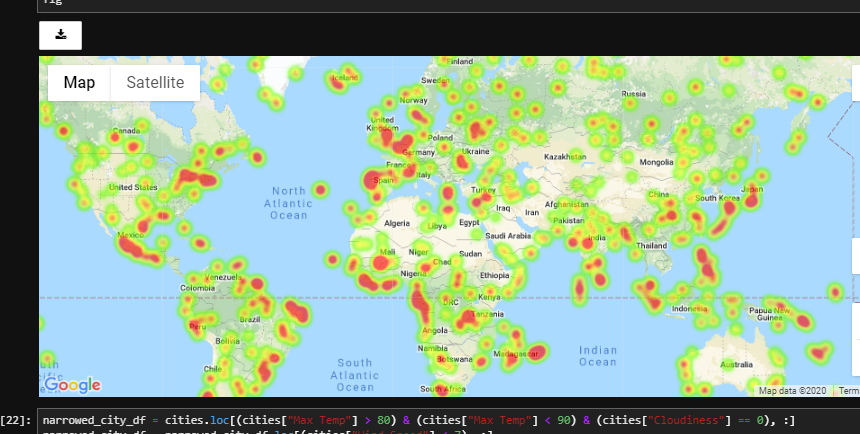 fig
Map Satellite
Iceland
Finland
Sweden
Norway
Russia
Canada
United
Kingdom
Poland
Germany
Ukraine
Kazakhstan
Mongolia
France
Italy
Spain
United States
North
Atlantic
Ocean
Turkey
China
Japan
South Korea
Afghanistan
Iraq
Iran
Pakistan
Algeria
Libya
Egypt
Saudi Arabia
India
Thailand
Mexico
Mali
Niger
Chad
Sudan
Nigeria
Ethiopia
Venezuela
Colombia
DRC
Kenya
Tanzania
Indonesia
Papua New
Guinea
Peru
Brazil
Bolivia
Angola
Namibia
Botswana
Madagascar
Indian
Ocean
Australia
Chile
South
Atlantic
Ocean
South Africa
Google
Map data ©2020
Term
[22]: narrowed_city_df = cities.loc[(cities["Max Temp"] > 80) & (cities["Max Temp"] < 90) & (cities["Cloudiness"] == 0), :]